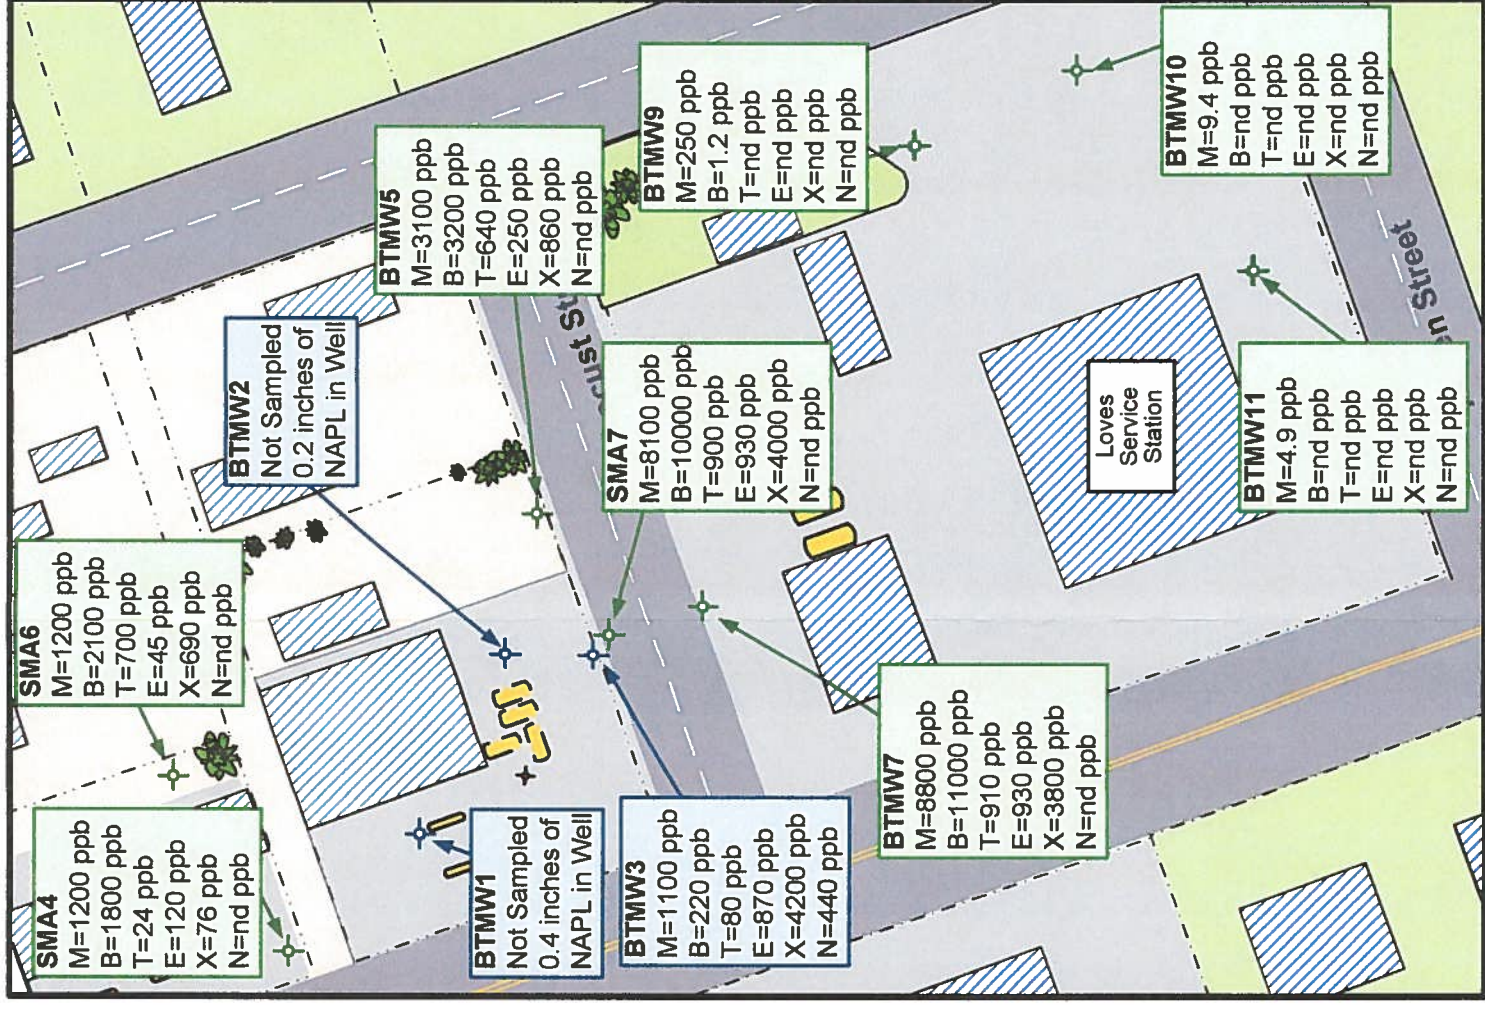 SMA4
M=1200 ppb
B=1800 ppb
T=24 ppb
E=120 ppb
X=76 ppb
N=nd ppb
SMA6
M=1200 ppb
B=2100 ppb
T=700 ppb
E=45 ppb
X=690 ppb
N=nd ppb
BTMW2
Not Sampled
0.2 inches of
NAPL in Well
BTMW5
M=3100 ppb
B=3200 ppb
T=640 ppb
E=250 ppb
X=860 ppb
N=nd ppb
BTMW1
Not Sampled
0.4 inches of
NAPL in Well
BTMW3
M=1100 ppb
B=220 ppb
T=80 ppb
E=870 ppb
X=4200 ppb
N=440 ppb
SMA7
M=8100 ppb
B=10000 ppb
T=900 ppb
E=930 ppb
X=4000 ppb
N=nd ppb
BTMW9
M=250 ppb
B=1.2 ppb
T=nd ppb
E=nd ppb
X=nd ppb
N=nd ppb
BTMW7
M=8800 ppb
B=11000 ppb
T=910 ppb
E=930 ppb
X=3800 ppb
N=nd ppb
Loves
Service
Station
BTMW10
M=9.4 ppb
B=nd ppb
T=nd ppb
E=nd ppb
X=nd ppb
N=nd ppb
BTMW11
M=4.9 ppb
B=nd ppb
T=nd ppb
E=nd ppb
X=nd ppb
N=nd ppb
cust St
en Street